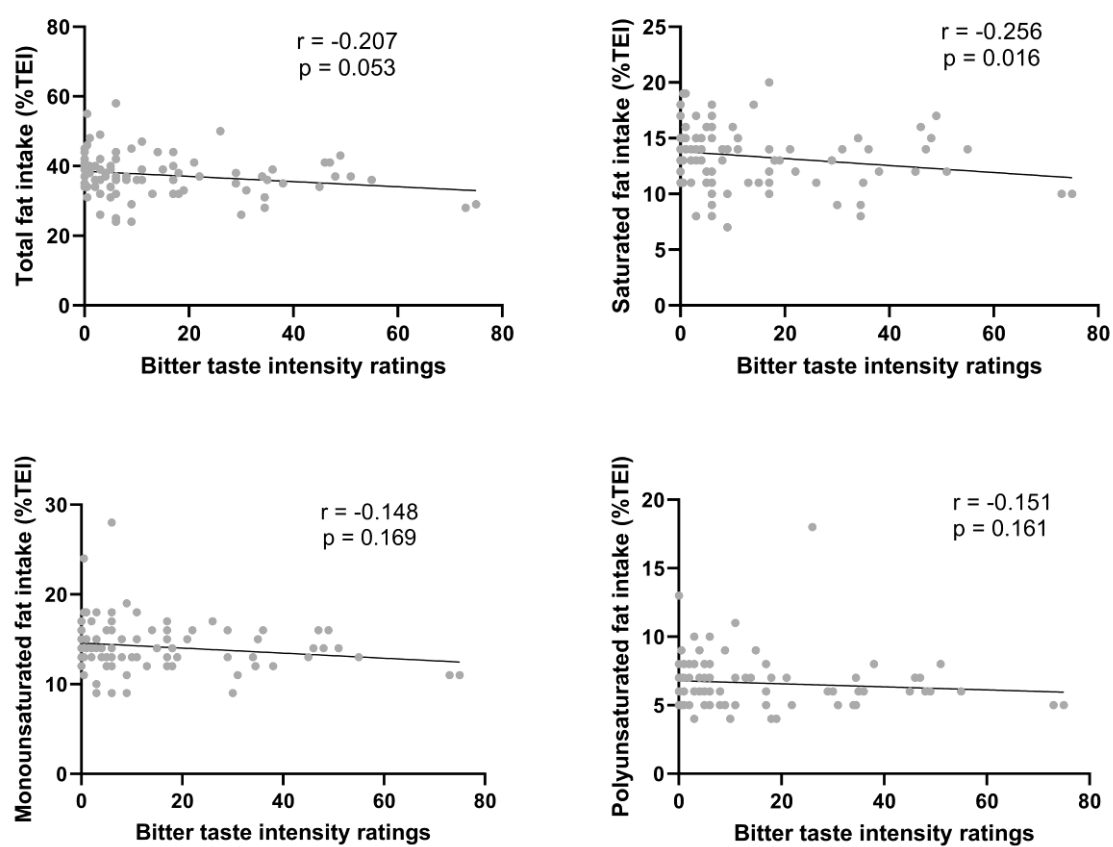 Total fat intake (%TEI)
80
60
40
20
0
r = -0.207
p = 0.053
0 20 40 60 80
Bitter taste intensity ratings
Saturated fat intake (%TEI)
25
20
15
10
5
0
r = -0.256
p = 0.016
0 20 40 60 80
Bitter taste intensity ratings
Monounsaturated fat intake (%TEI)
30
20
10
0
r = -0.148
p = 0.169
0 20 40 60 80
Bitter taste intensity ratings
Polyunsaturated fat intake (%TEI)
20
15
10
5
0
r = -0.151
p = 0.161
0 20 40 60 80
Bitter taste intensity ratings